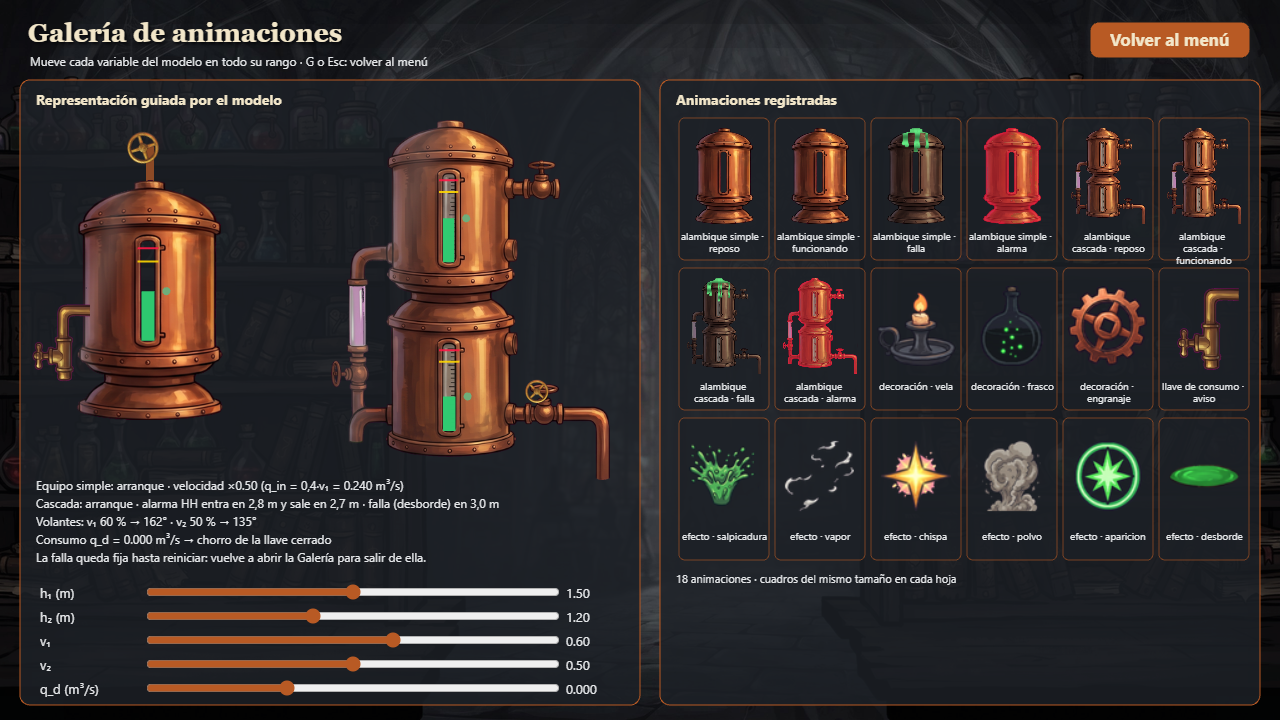 Galería de animaciones
Volver al menú
Mueve cada variable del modelo en todo su rango · G o Esc: volver al menú
Representación guiada por el modelo
Equipo simple: arranque · velocidad ×0.50 (q_in = 0,4·v₁ = 0.240 m³/s)
Cascada: arranque · alarma HH entra en 2,8 m y sale en 2,7 m · falla (desborde) en 3,0 m
Volantes: v₁ 60 % → 162° · v₂ 50 % → 135°
Consumo q_d = 0.000 m³/s → chorro de la llave cerrado
La falla queda fija hasta reiniciar: vuelve a abrir la Galería para salir de ella.
h₁ (m) 1.50
h₂ (m) 1.20
v₁ 0.60
v₂ 0.50
q_d (m³/s) 0.000
Animaciones registradas
alambique simple ·
reposo
alambique simple ·
funcionando
alambique simple ·
falla
alambique simple ·
alarma
alambique
cascada · reposo
alambique
cascada ·
funcionando
alambique
cascada · falla
alambique
cascada · alarma
decoración · vela
decoración · frasco
decoración ·
engranaje
llave de consumo ·
aviso
efecto · salpicadura
efecto · vapor
efecto · chispa
efecto · polvo
efecto · aparicion
efecto · desborde
18 animaciones · cuadros del mismo tamaño en cada hoja